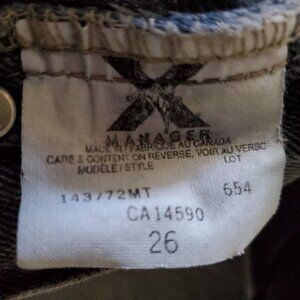 X
MANAGER
MADE IN / FABRIQUE AU CANADA
CARE & CONTENT ON REVERSE. VOIR AU VERSO
MODELE / STYLE LOT
143/72MT 654
CA14590
26